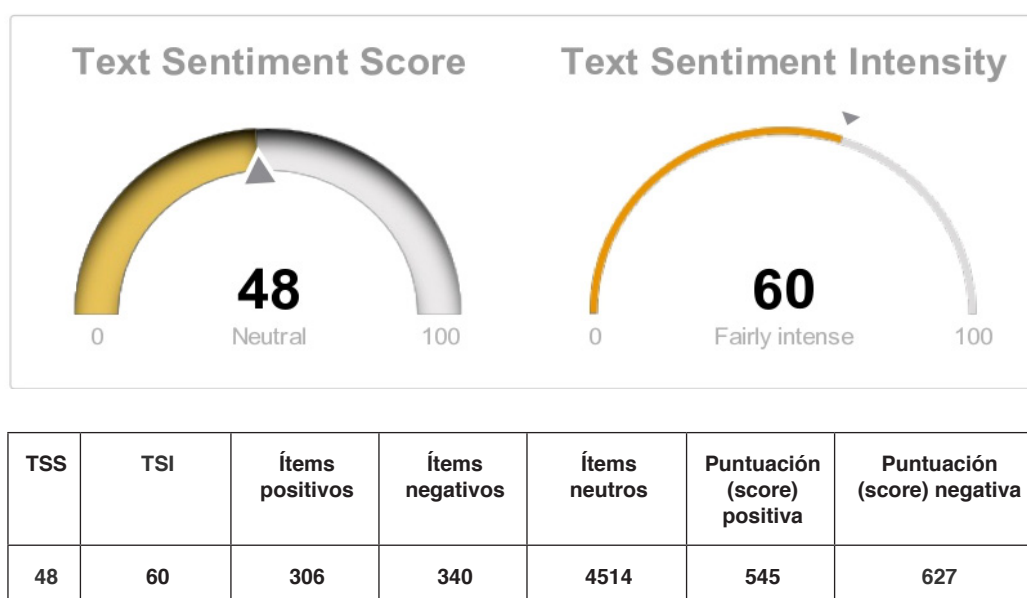 Text Sentiment Score
Text Sentiment Intensity
48
0
Neutral
100
60
0
Fairly intense
100
TSS
TSI
Ítems
positivos
Ítems
negativos
Ítems
neutros
Puntuación
(score)
positiva
Puntuación
(score) negativa
48
60
306
340
4514
545
627